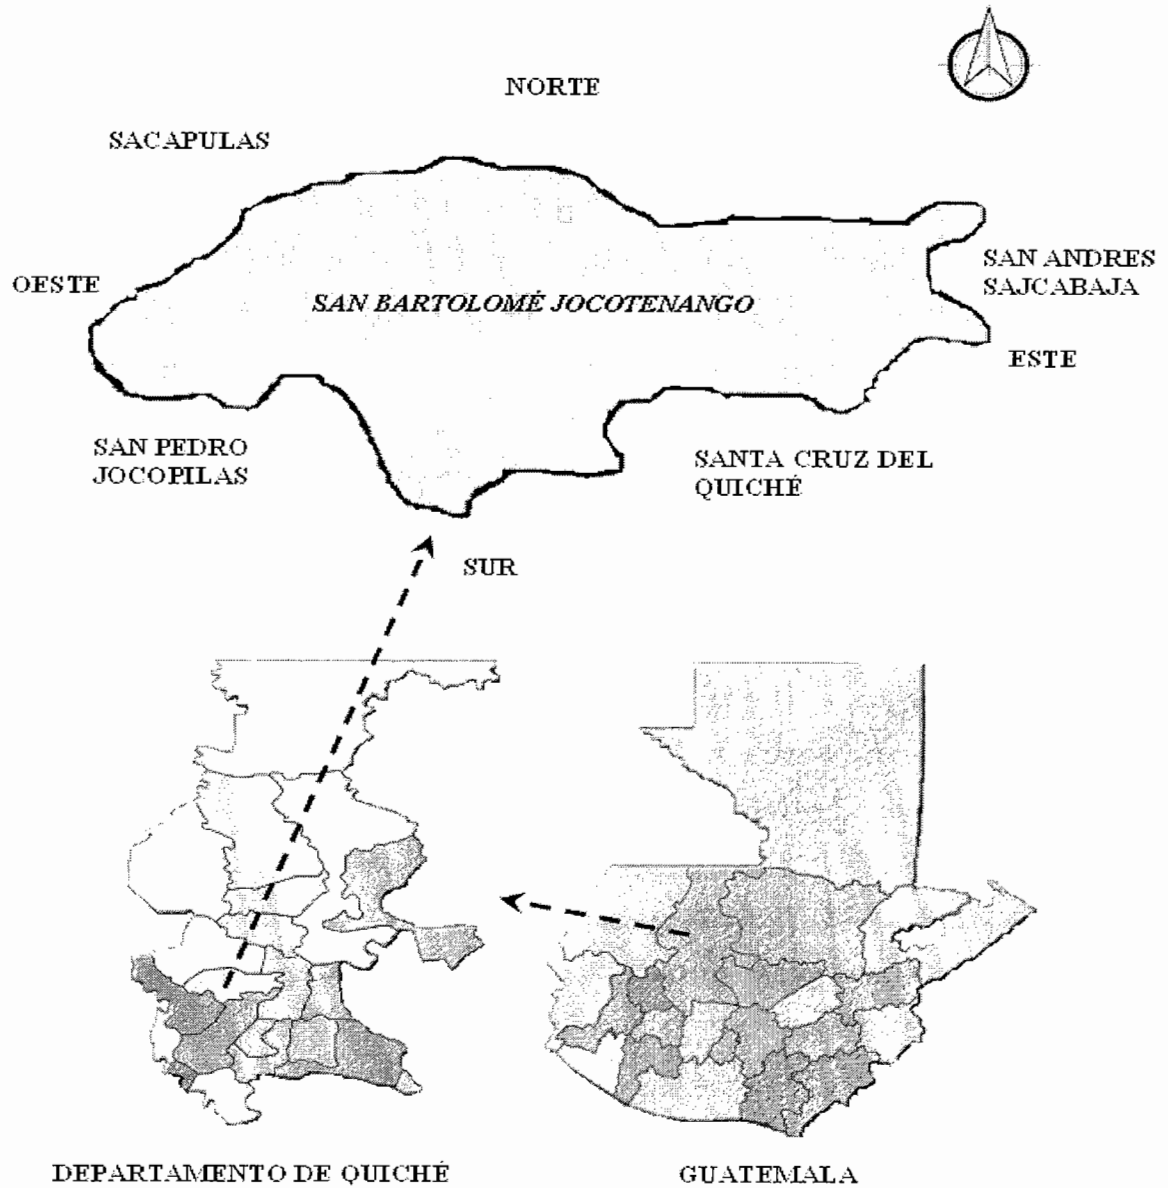 NORTE
SACAPULAS
OESTE
SAN BARTOLOMÉ JOCOTENANGO
SAN ANDRES
SAJCABAJA
ESTE
SAN PEDRO
JOCOPILAS
SANTA CRUZ DEL
QUICHÉ
SUR
DEPARTAMENTO DE QUICHÉ
GUATEMALA